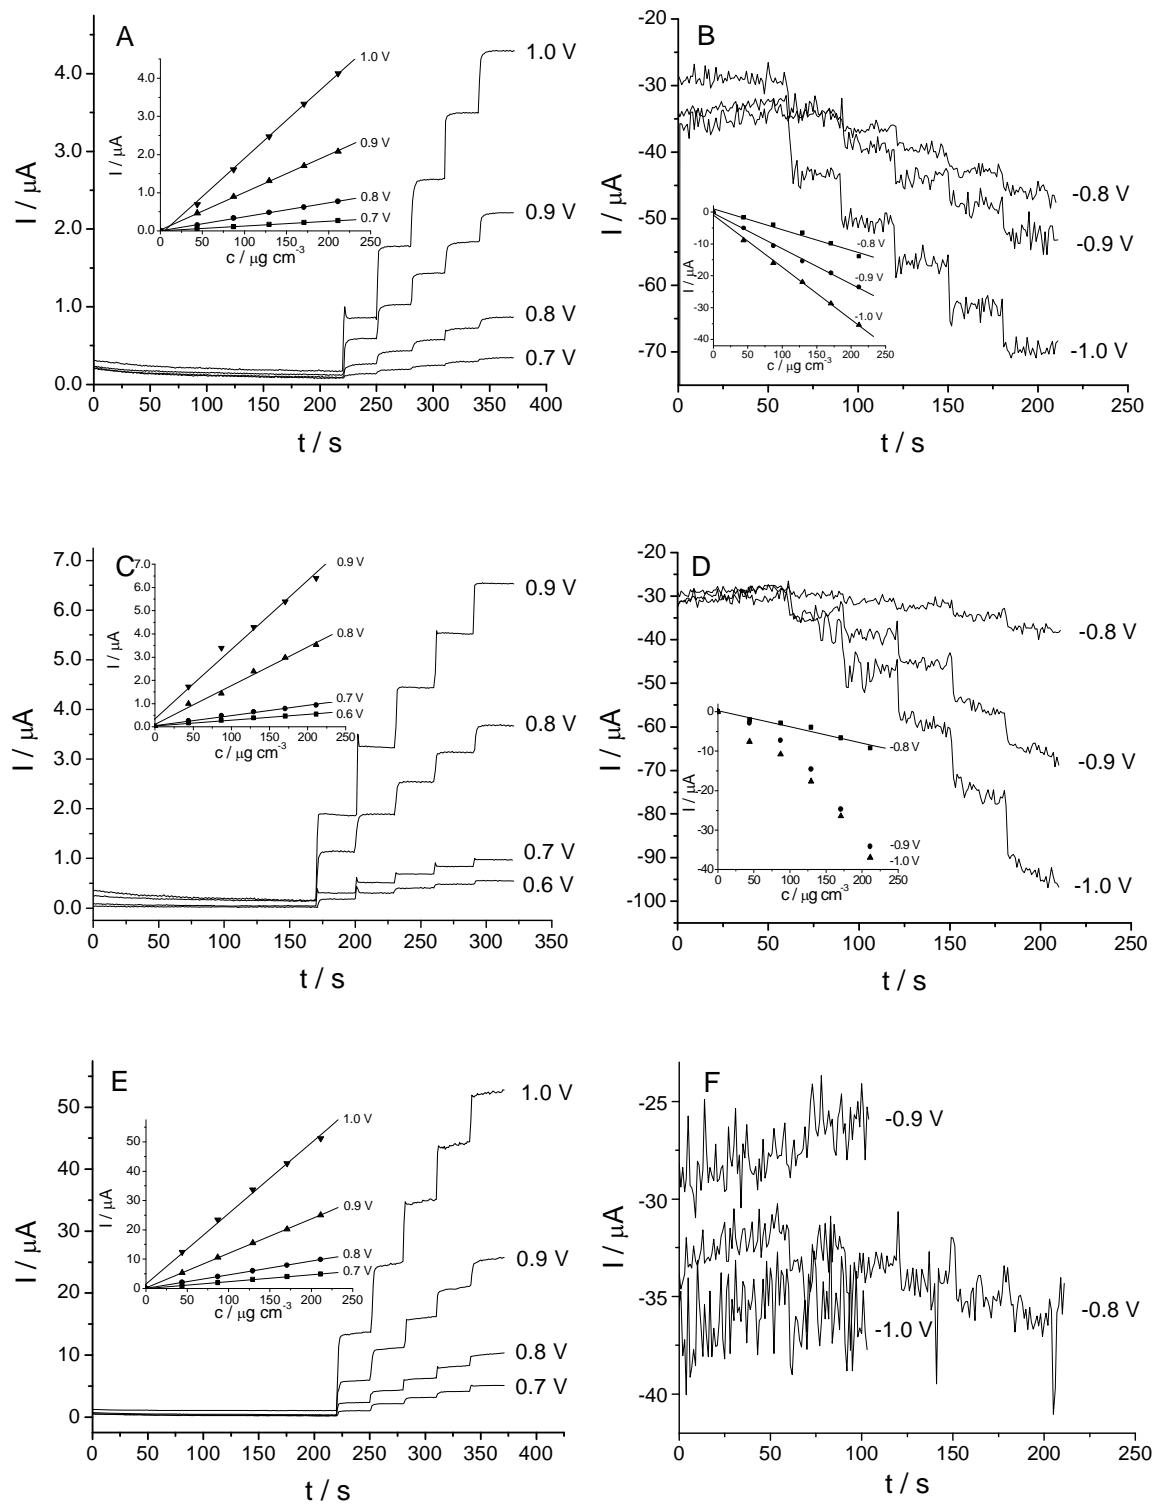 A
I / μA
4.0
3.0
2.0
1.0
0.0
0 50 100 150 200 250 300 350 400
t / s
1.0 V
0.9 V
0.8 V
0.7 V
I / μA
4.0
3.0
2.0
1.0
0.0
0 50 100 150 200 250
c / μg cm-3
1.0 V
0.9 V
0.8 V
0.7 V
B
I / μA
-20
-30
-40
-50
-60
-70
0 50 100 150 200 250
t / s
-0.8 V
-0.9 V
-1.0 V
I / μA
0
-10
-20
-30
-40
0 50 100 150 200 250
c / μg cm-3
-0.8 V
-0.9 V
-1.0 V
C
I / μA
7.0
6.0
5.0
4.0
3.0
2.0
1.0
0.0
0 50 100 150 200 250 300 350
t / s
0.9 V
0.8 V
0.7 V
0.6 V
I / μA
7.0
6.0
5.0
4.0
3.0
2.0
1.0
0.0
0 50 100 150 200 250
c / μg cm-3
0.9 V
0.8 V
0.7 V
0.6 V
D
I / μA
-20
-30
-40
-50
-60
-70
-80
-90
-100
0 50 100 150 200 250
t / s
-0.8 V
-0.9 V
-1.0 V
I / μA
0
-10
-20
-30
-40
0 50 100 150 200 250
c / μg cm-3
-0.8 V
-0.9 V
-1.0 V
E
I / μA
50
40
30
20
10
0
0 50 100 150 200 250 300 350 400
t / s
1.0 V
0.9 V
0.8 V
0.7 V
I / μA
50
40
30
20
10
0
0 50 100 150 200 250
c / μg cm-3
1.0 V
0.9 V
0.8 V
0.7 V
F
I / μA
-25
-30
-35
-40
0 50 100 150 200 250
t / s
-0.9 V
-0.8 V
-1.0 V